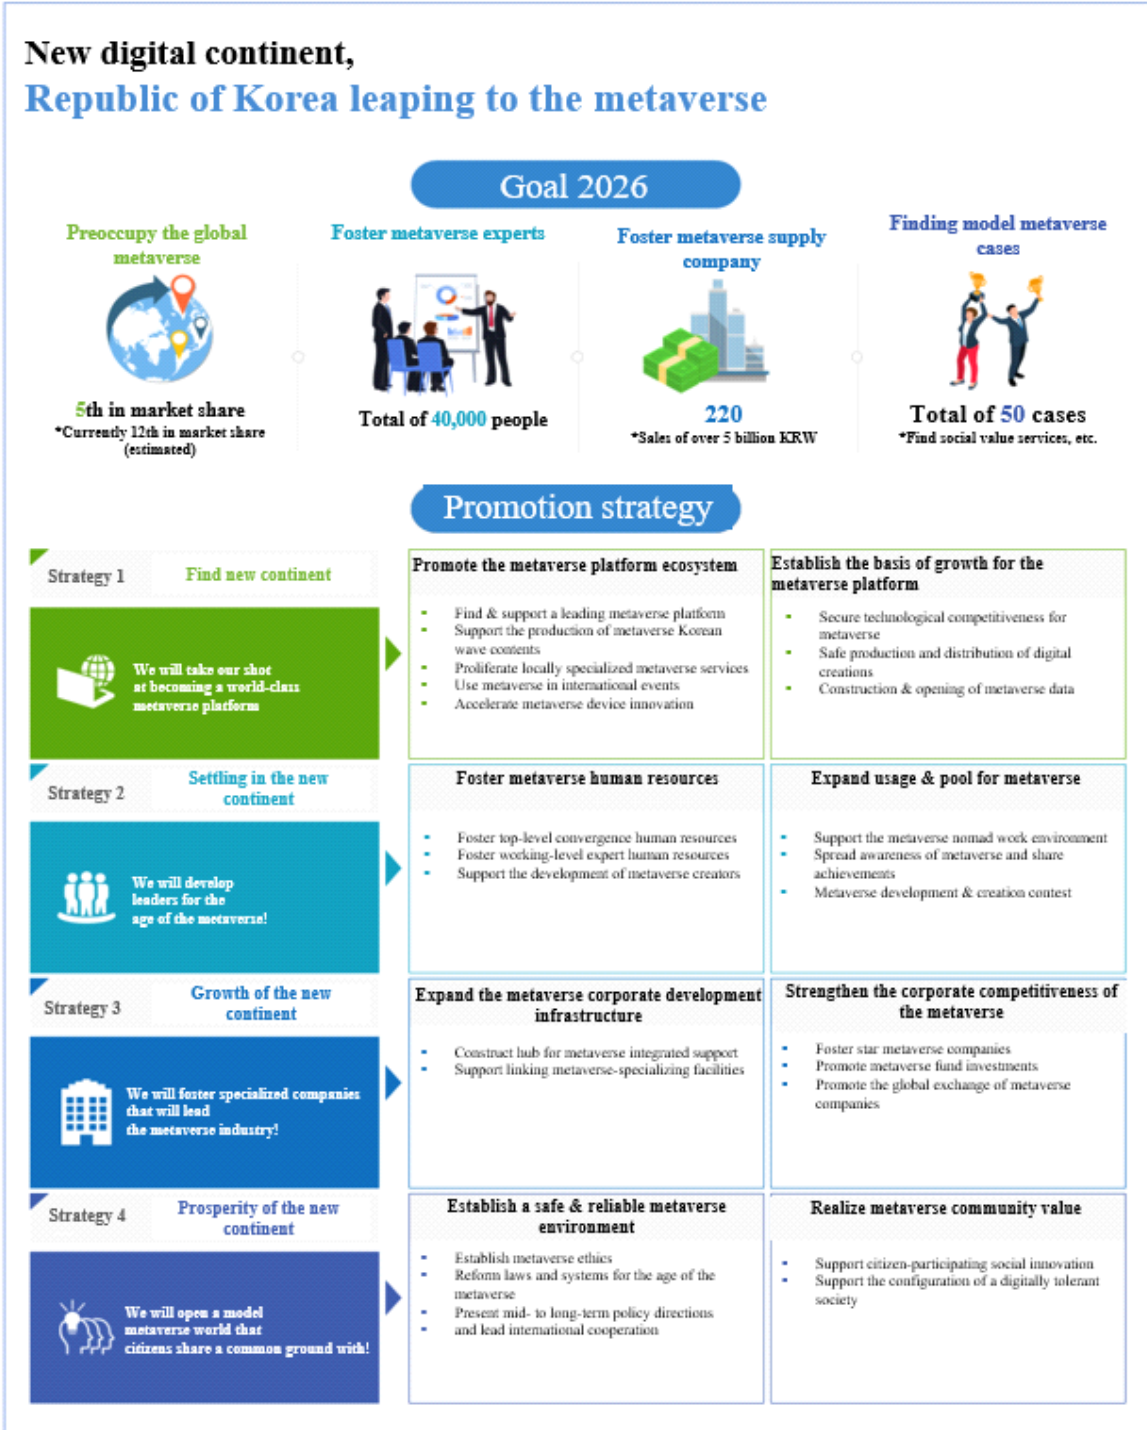 New digital continent,
Republic of Korea leaping to the metaverse
Goal 2026
Preoccupy the global
metaverse
5th in market share
*Currently 12th in market share
(estimated)
Foster metaverse experts
Total of 40,000 people
Foster metaverse supply
company
220
*Sales of over 5 billion KRW
Finding model metaverse
cases
Total of 50 cases
*Find social value services, etc.
Promotion strategy
Strategy 1
Find new continent
We will take our shot
at becoming a world-class
metaverse platform
Promote the metaverse platform ecosystem
- Find & support a leading metaverse platform
- Support the production of metaverse Korean
wave contents
- Proliferate locally specialized metaverse services
- Use metaverse in international events
- Accelerate metaverse device innovation
Establish the basis of growth for the
metaverse platform
- Secure technological competitiveness for
metaverse
- Safe production and distribution of digital
creations
- Construction & opening of metaverse data
Strategy 2
Settling in the new
continent
We will develop
leaders for the
age of the metaverse!
Foster metaverse human resources
- Foster top-level convergence human resources
- Foster working-level expert human resources
- Support the development of metaverse creators
Expand usage & pool for metaverse
- Support the metaverse nomad work environment
- Spread awareness of metaverse and share
achievements
- Metaverse development & creation contest
Strategy 3
Growth of the new
continent
We will foster specialized companies
that will lead
the metaverse industry!
Expand the metaverse corporate development
infrastructure
- Construct hub for metaverse integrated support
- Support linking metaverse-specializing facilities
Strengthen the corporate competitiveness of
the metaverse
- Foster star metaverse companies
- Promote metaverse fund investments
- Promote the global exchange of metaverse
companies
Strategy 4
Prosperity of the new
continent
We will open a model
metaverse world that
citizens share a common ground with!
Establish a safe & reliable metaverse
environment
- Establish metaverse ethics
- Reform laws and systems for the age of the
metaverse
- Present mid- to long-term policy directions
- and lead international cooperation
Realize metaverse community value
- Support citizen-participating social innovation
- Support the configuration of a digitally tolerant
society